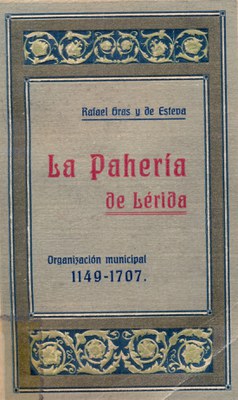 Rafael Gras y de Esteva
La Pahería
de Lérida
Organización municipal
1149-1707.